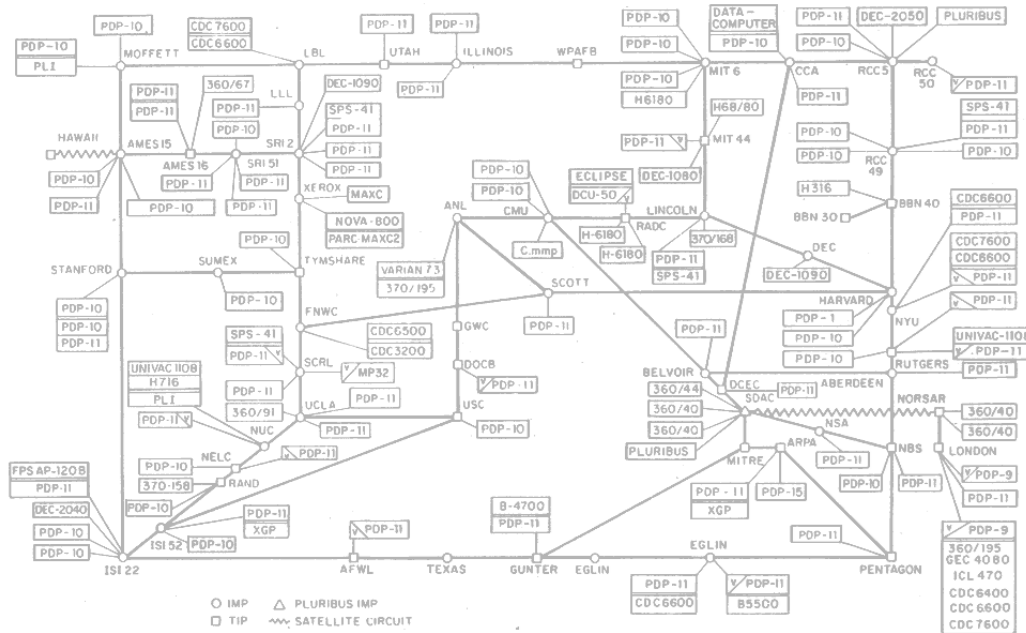 PDP-10
MOFFETT
PDP-10
PLI
CDC7600
CDC6600
LBL
PDP-11
UTAH
PDP-11
ILLINOIS
PDP-11
WPAFB
PDP-10
PDP-10
PDP-10
H6180
MIT 6
DATA-
COMPUTER
PDP-10
CCA
PDP-11
PDP-11
PDP-10
DEC-2050
PLURIBUS
RCC5
RCC
50
PDP-11
LLL
PDP-11
PDP-11
360/67
PDP-11
PDP-10
DEC-1090
SPS-41
PDP-11
PDP-11
PDP-11
HAWAII
AMES15
AMES16
SRI 51
SRI 2
PDP-10
PDP-11
PDP-10
PDP-11
PDP-11
PDP-11
H68/80
PDP-11 V
MIT 44
DEC-1080
SPS-41
PDP-11
PDP-10
PDP-10
PDP-10
RCC
49
XEROX
MAXC
NOVA-800
PARC-MAXC2
PDP-10
PDP-10
PDP-11
ECLIPSE
DCU-50 V
ANL
CMU
RADC
LINCOLN
C.mmp
H-6180
H-6180
370/168
PDP-11
SPS-41
H316
BBN 30
BBN 40
CDC6600
PDP-11
CDC7600
CDC6600
V PDP-11
V PDP-11
STANFORD
SUMEX
TYMSHARE
PDP-10
PDP-10
PDP-10
PDP-11
VARIAN 73
370/195
SCOTT
PDP-11
DEC
DEC-1090
HARVARD
PDP-1
PDP-10
PDP-10
NYU
FNWC
CDC6500
CDC3200
GWC
SPS-41
PDP-11 V
SCRL
V MP32
PDP-11
DOCB
V PDP-11
PDP-11
BELVOIR
DCEC
PDP-11
ABERDEEN
RUTGERS
UNIVAC-1108
V PDP-11
PDP-11
UNIVAC 1108
H716
PLI
PDP-11 V
360/91
UCLA
PDP-11
PDP-11
USC
PDP-10
NUC
360/44
360/40
360/40
PLURIBUS
SDAC
NORSAR
360/40
360/40
NSA
PDP-11
NELC
V PDP-11
PDP-10
370-158
RAND
PDP-10
MITRE
ARPA
PDP-11
XGP
PDP-15
NBS
PDP-10
PDP-11
LONDON
V PDP-9
PDP-11
FPS AP-120B
PDP-11
DEC-2040
PDP-10
PDP-10
PDP-11
XGP
ISI 52
PDP-10
V PDP-11
B-4700
PDP-11
PDP-11
ISI 22
AFWL
TEXAS
GUNTER
EGLIN
EGLIN
PENTAGON
PDP-11
CDC6600
V PDP-11
B5500
V PDP-9
360/195
GEC 4080
ICL 470
CDC6400
CDC6600
CDC7600
IMP
PLURIBUS IMP
TIP
SATELLITE CIRCUIT